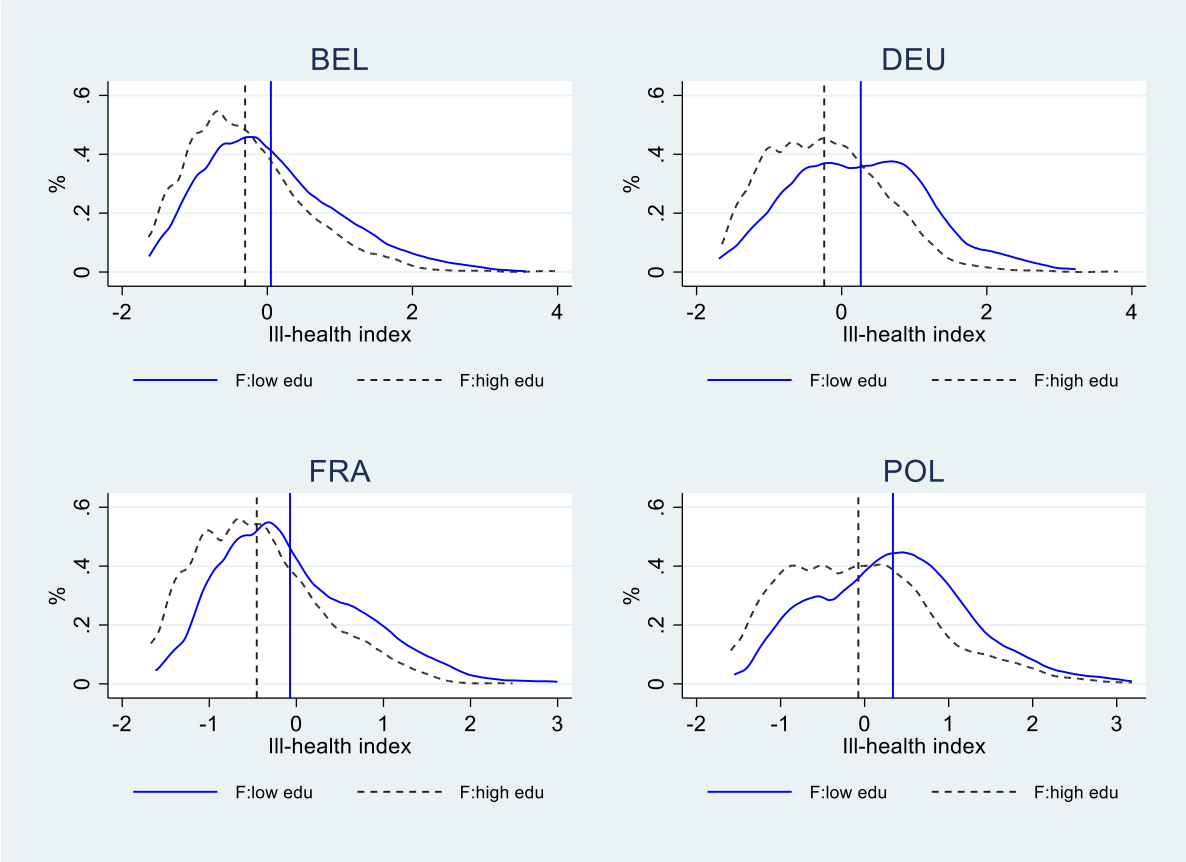 BEL
DEU
%
0 .2 .4 .6
-2 0 2 4
Ill-health index
F:low edu F:high edu
%
0 .2 .4 .6
-2 0 2 4
Ill-health index
F:low edu F:high edu
FRA
POL
%
0 .2 .4 .6
-2 -1 0 1 2 3
Ill-health index
F:low edu F:high edu
%
0 .2 .4 .6
-2 -1 0 1 2 3
Ill-health index
F:low edu F:high edu